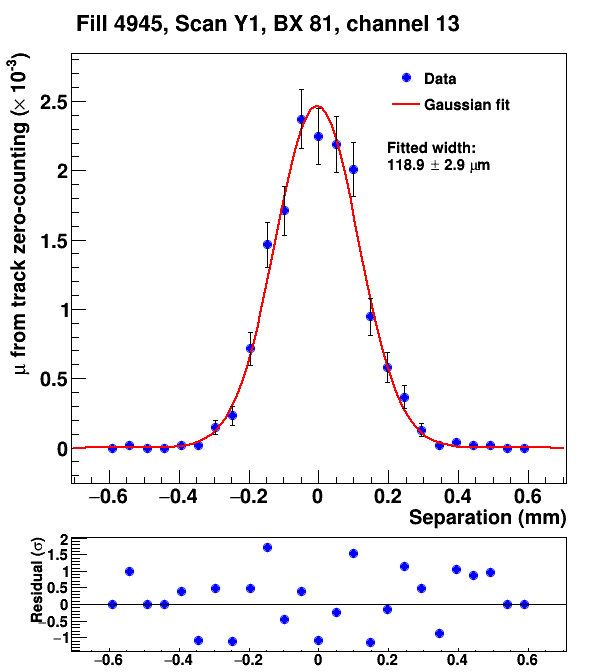 Fill 4945, Scan Y1, BX 81, channel 13
μ from track zero-counting (× 10⁻³)
2.5
2
1.5
1
0.5
0
Data
Gaussian fit
Fitted width:
118.9 ± 2.9 μm
−0.6 −0.4 −0.2 0 0.2 0.4 0.6
Separation (mm)
Residual (σ)
2
1.5
1
0.5
0
−0.5
−1
−0.6 −0.4 −0.2 0 0.2 0.4 0.6